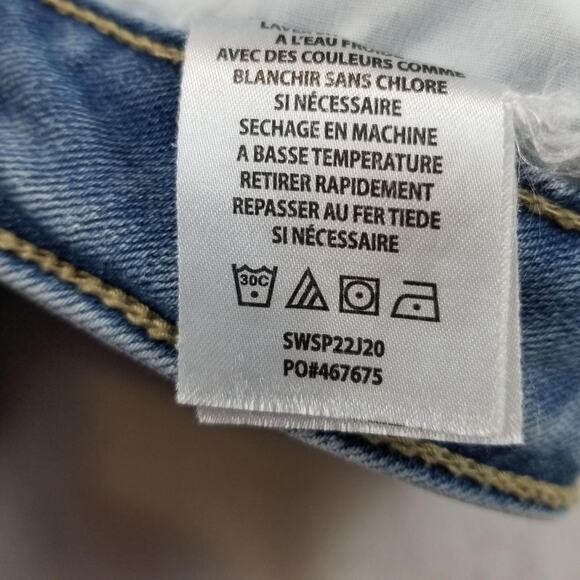 A L'EAU FROIDE
AVEC DES COULEURS COMME
BLANCHIR SANS CHLORE
SI NÉCESSAIRE
SECHAGE EN MACHINE
A BASSE TEMPERATURE
RETIRER RAPIDEMENT
REPASSER AU FER TIEDE
SI NÉCESSAIRE
30C
SWSP22J20
PO#467675